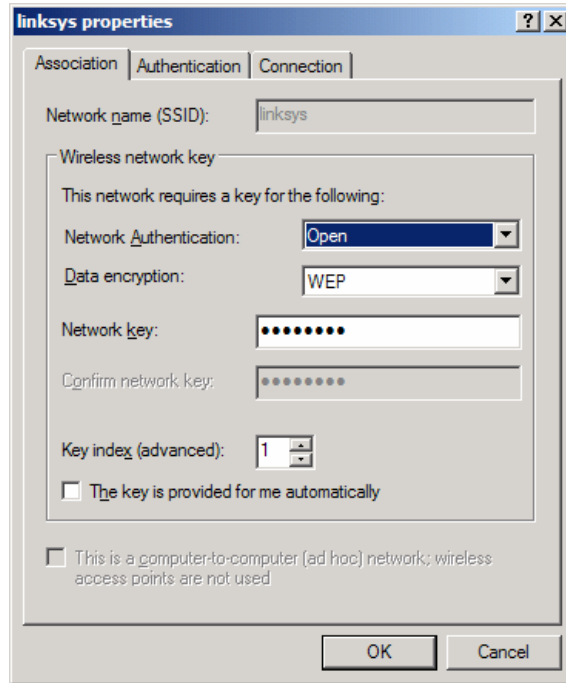 linksys properties
Association Authentication Connection
Network name (SSID): linksys
Wireless network key
This network requires a key for the following:
Network Authentication: Open
Data encryption: WEP
Network key: ••••••••
Confirm network key: ••••••••
Key index (advanced): 1
The key is provided for me automatically
This is a computer-to-computer (ad hoc) network; wireless
access points are not used
OK Cancel